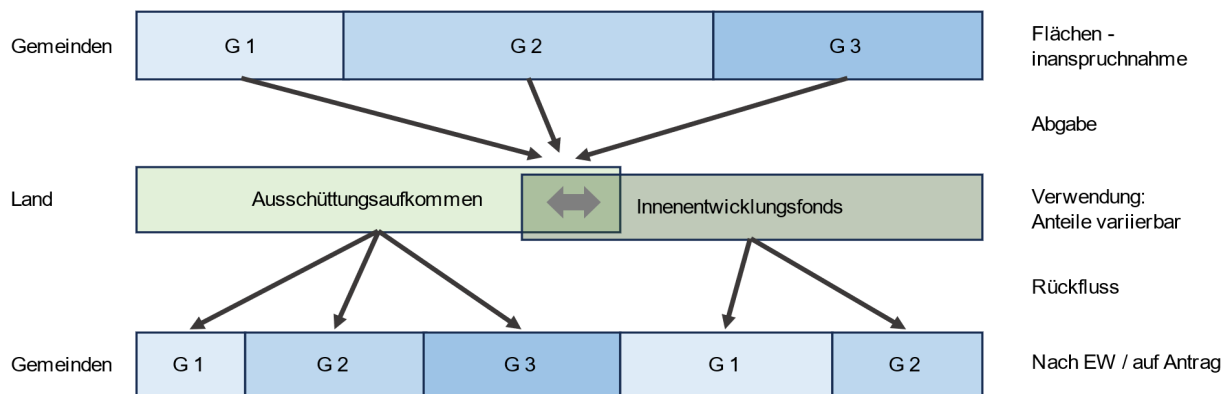 Gemeinden
G 1
G 2
G 3
Flächen -
inanspruchnahme
Abgabe
Land
Ausschüttungsaufkommen
Innenentwicklungsfonds
Verwendung:
Anteile variierbar
Rückfluss
Gemeinden
G 1
G 2
G 3
G 1
G 2
Nach EW / auf Antrag